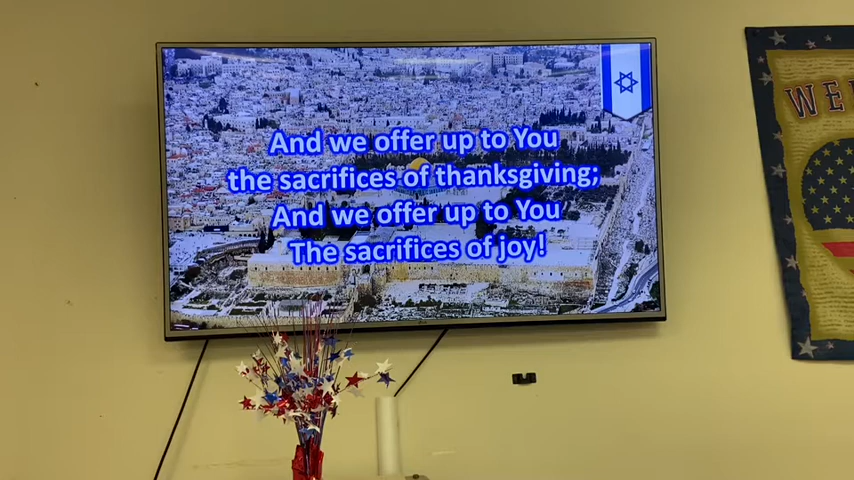 And we offer up to You
the sacrifices of thanksgiving;
And we offer up to You
The sacrifices of joy!